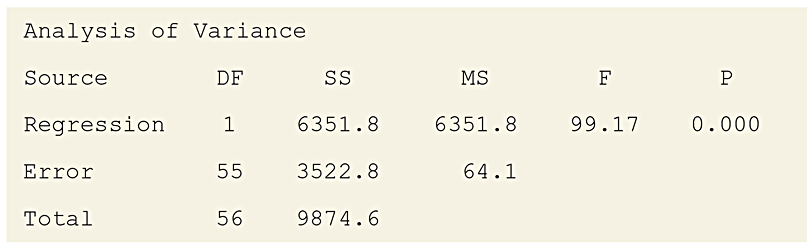 Analysis of Variance
Source DF SS MS F P
Regression 1 6351.8 6351.8 99.17 0.000
Error 55 3522.8 64.1
Total 56 9874.6